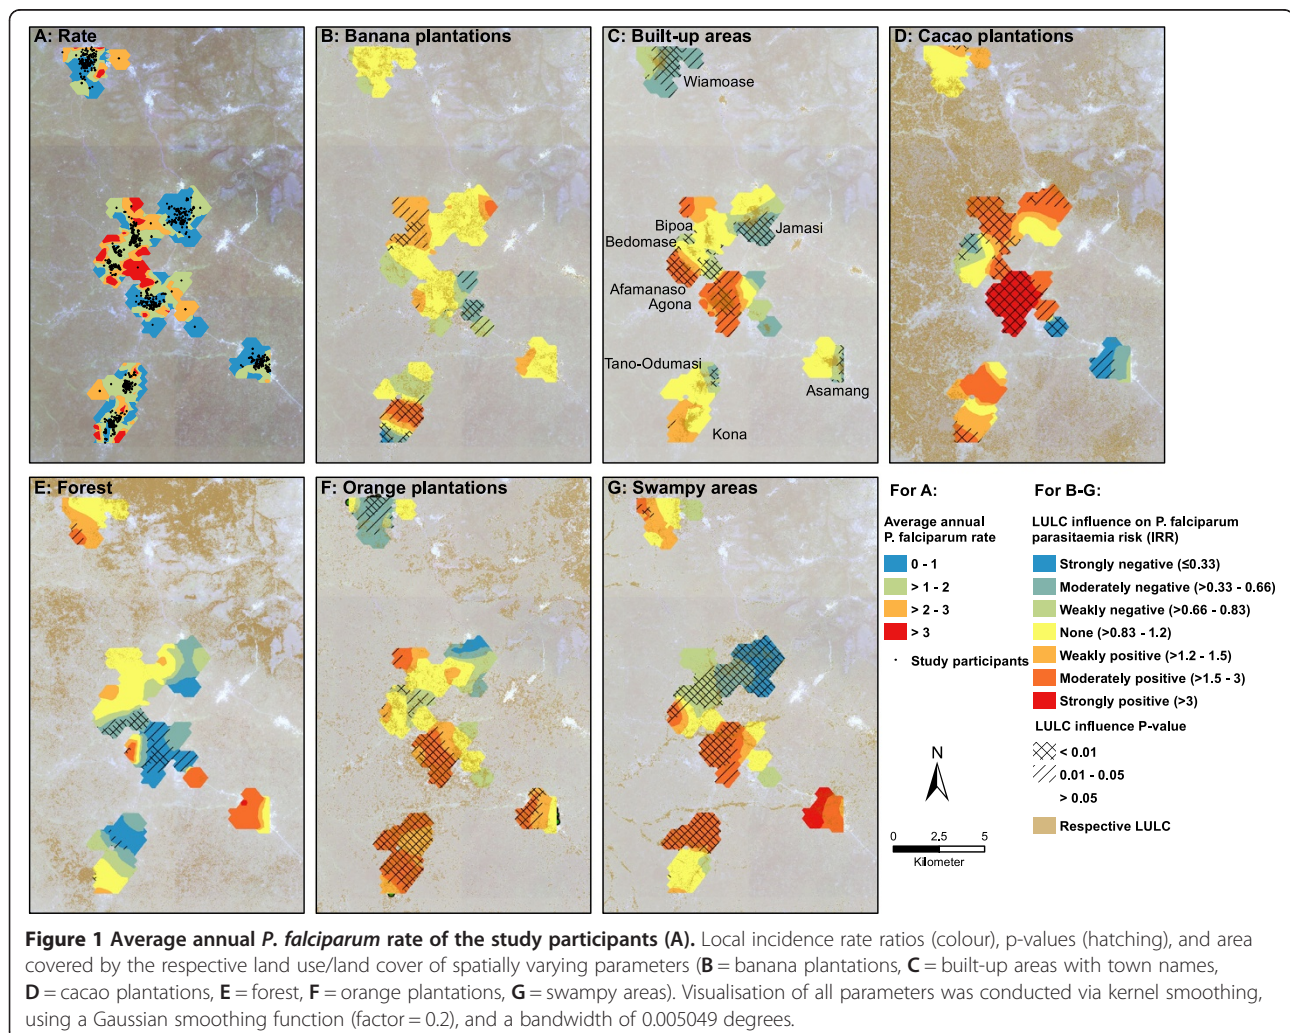 A: Rate
B: Banana plantations
C: Built-up areas
D: Cacao plantations
Wiamoase
Bipoa
Bedomase
Jamasi
Afamanaso
Agona
Tano-Odumasi
Asamang
Kona
E: Forest
F: Orange plantations
G: Swampy areas
For A:
Average annual
P. falciparum rate
0 - 1
> 1 - 2
> 2 - 3
> 3
Study participants
For B-G:
LULC influence on P. falciparum
parasitaemia risk (IRR)
Strongly negative (≤0.33)
Moderately negative (>0.33 - 0.66)
Weakly negative (>0.66 - 0.83)
None (>0.83 - 1.2)
Weakly positive (>1.2 - 1.5)
Moderately positive (>1.5 - 3)
Strongly positive (>3)
LULC influence P-value
< 0.01
0.01 - 0.05
> 0.05
Respective LULC
N
0 2.5 5
Kilometer
Figure 1 Average annual P. falciparum rate of the study participants (A). Local incidence rate ratios (colour), p-values (hatching), and area
covered by the respective land use/land cover of spatially varying parameters (B = banana plantations, C = built-up areas with town names,
D = cacao plantations, E = forest, F = orange plantations, G = swampy areas). Visualisation of all parameters was conducted via kernel smoothing,
using a Gaussian smoothing function (factor = 0.2), and a bandwidth of 0.005049 degrees.